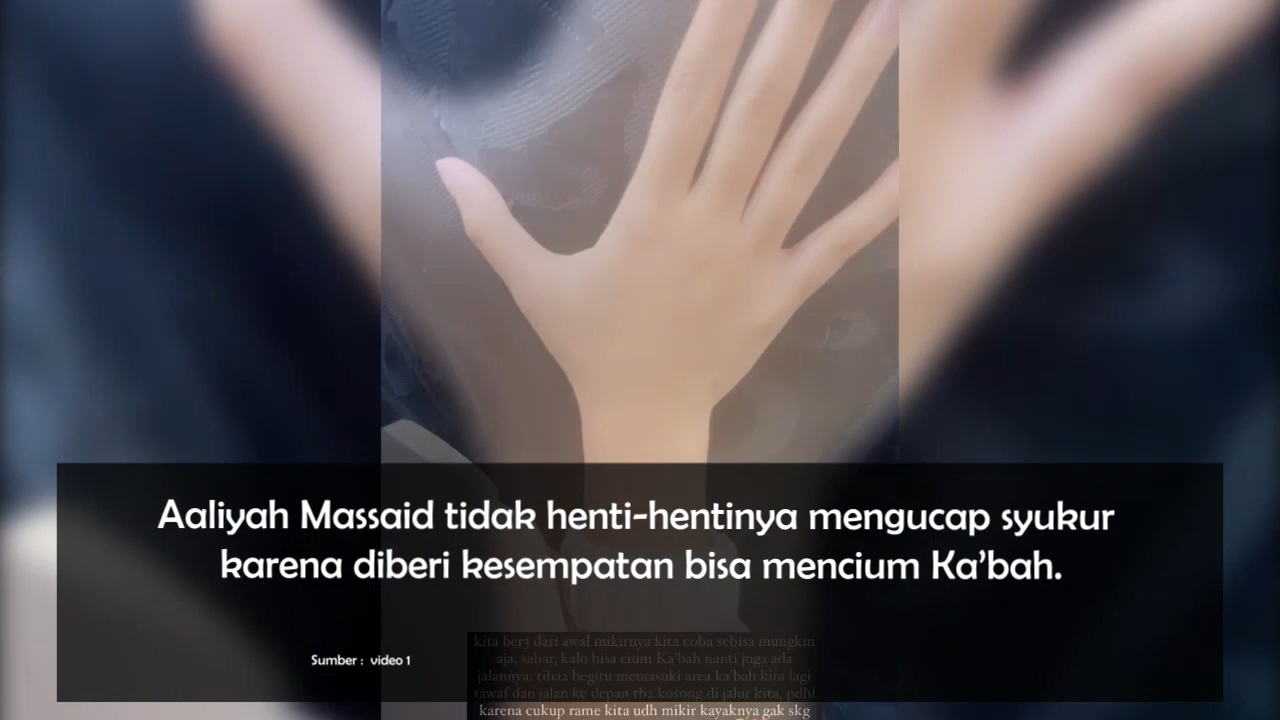 Aaliyah Massaid tidak henti-hentinya mengucap syukur
karena diberi kesempatan bisa mencium Ka'bah.
Sumber : video 1
kita ber3 dari awal mikirnya kita coba sebisa mungkin
aja, sabar, kalo bisa cium Ka'bah nanti juga ada
jalannya. tiba2 begitu memasuki area ka'bah kita lagi
tawaf dan jalan ke depan tb2 kosong di jalur kita, pdhl
karena cukup rame kita udh mikir kayaknya gak skg